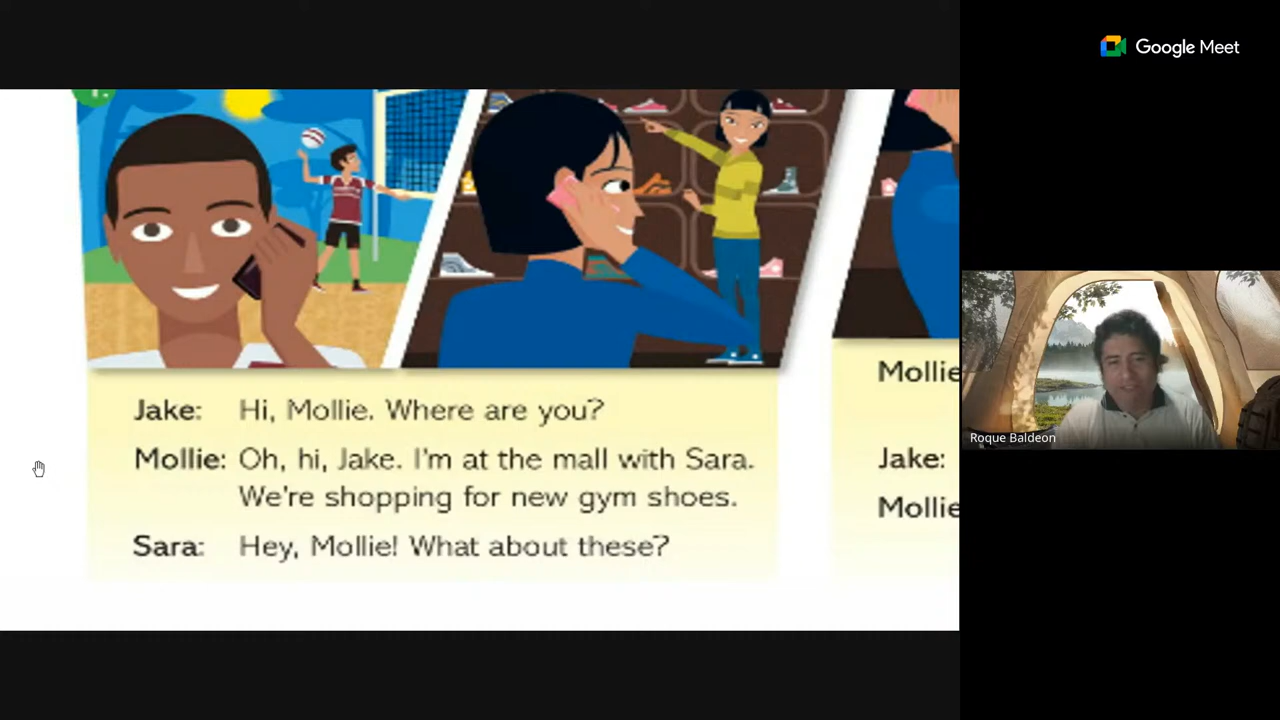 Google Meet
Jake: Hi, Mollie. Where are you?
Mollie: Oh, hi, Jake. I'm at the mall with Sara.
We're shopping for new gym shoes.
Sara: Hey, Mollie! What about these?
Mollie
Jake:
Mollie
Roque Baldeon